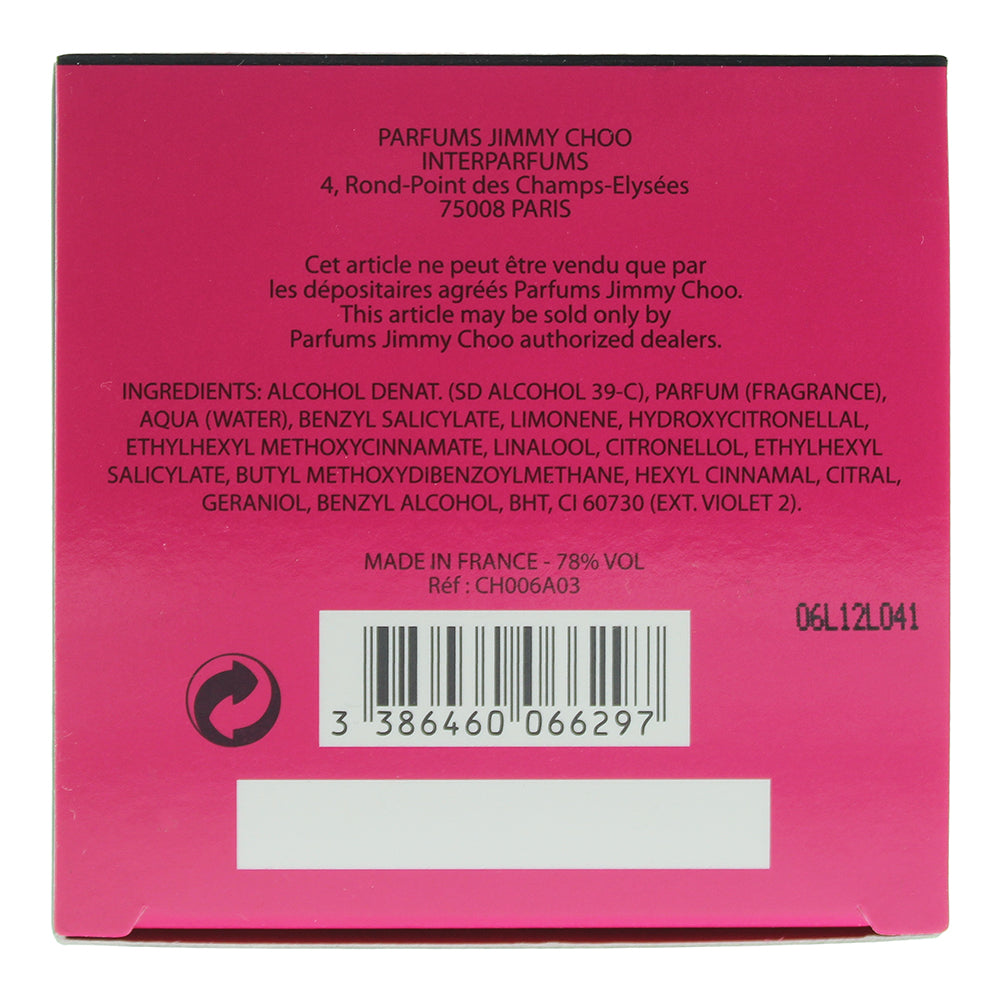 PARFUMS JIMMY CHOO
INTERPARFUMS
4, Rond-Point des Champs-Elysées
75008 PARIS
Cet article ne peut être vendu que par
les dépositaires agréés Parfums Jimmy Choo.
This article may be sold only by
Parfums Jimmy Choo authorized dealers.
INGREDIENTS: ALCOHOL DENAT. (SD ALCOHOL 39-C), PARFUM (FRAGRANCE),
AQUA (WATER), BENZYL SALICYLATE, LIMONENE, HYDROXYCITRONELLAL,
ETHYLHEXYL METHOXYCINNAMATE, LINALOOL, CITRONELLOL, ETHYLHEXYL
SALICYLATE, BUTYL METHOXYDIBENZOYLMETHANE, HEXYL CINNAMAL, CITRAL,
GERANIOL, BENZYL ALCOHOL, BHT, CI 60730 (EXT. VIOLET 2).
MADE IN FRANCE - 78% VOL
Réf : CH006A03
06L12L041
3 386460 066297